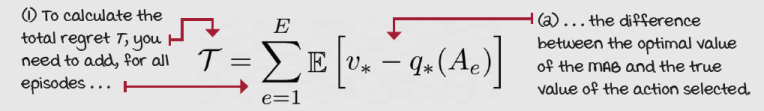 (1) To calculate the
total regret T, you
need to add, for all
episodes . . .
𝒯 = ∑_{e=1}^{E} 𝔼[v_* − q_*(A_e)]
(2) . . . the difference
between the optimal value
of the MAB and the true
value of the action selected.